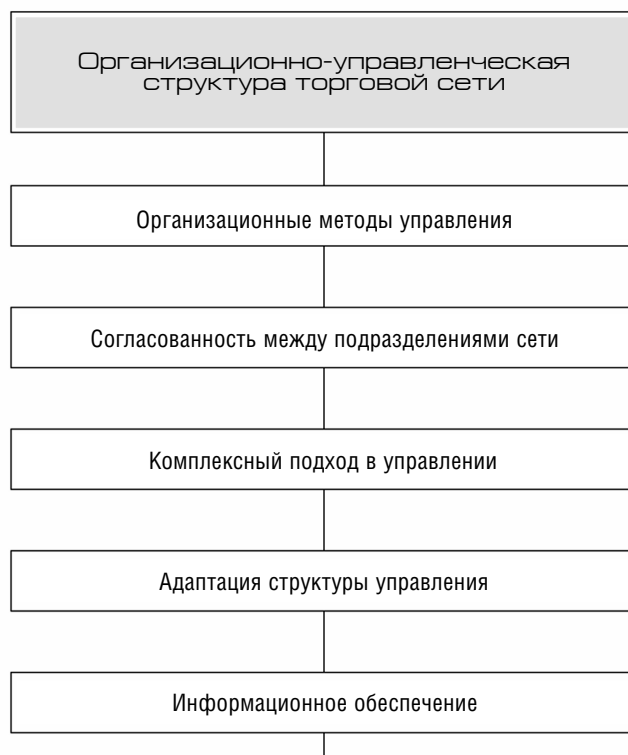 Организационно-управленческая
структура торговой сети
Организационные методы управления
Согласованность между подразделениями сети
Комплексный подход в управлении
Адаптация структуры управления
Информационное обеспечение